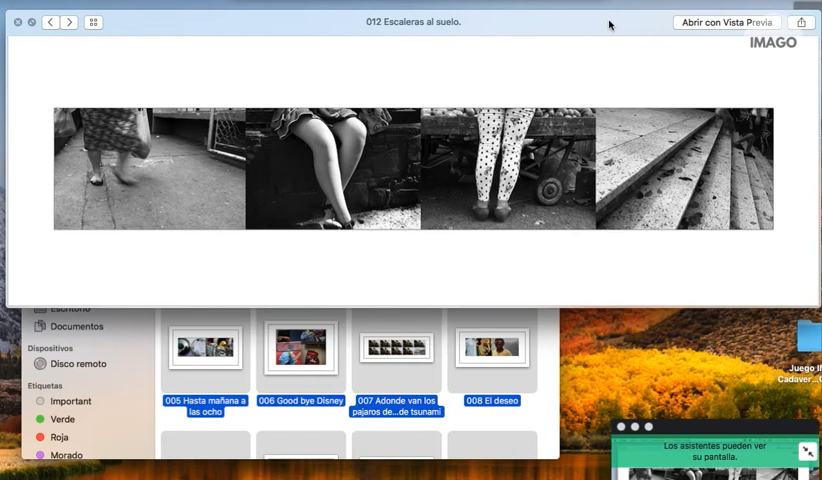 012 Escaleras al suelo.
Abrir con Vista Previa
IMAGO
Escritorio
Documentos
Dispositivos
Disco remoto
Etiquetas
Important
Verde
Roja
Morado
005 Hasta mañana a
las ocho
006 Good bye Disney
007 Adonde van los
pajaros de...de tsunami
008 El deseo
Juego I
Cadaver...
Los asistentes pueden ver
su pantalla.